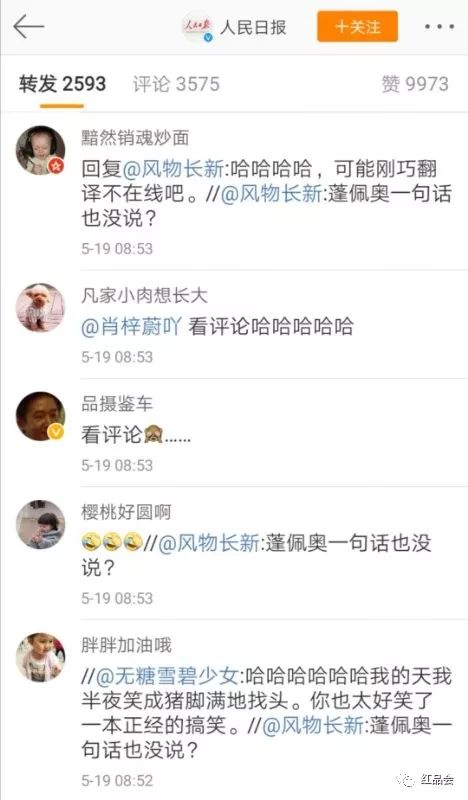 人民日报
人民日报
＋关注
转发 2593
评论 3575
赞 9973
黯然销魂炒面
回复@风物长新:哈哈哈哈，可能刚巧翻
译不在线吧。//@风物长新:蓬佩奥一句话
也没说？
5-19 08:53
凡家小肉想长大
@肖梓蔚吖 看评论哈哈哈哈哈
5-19 08:53
品摄鉴车
看评论🙈......
5-19 08:53
樱桃好圆啊
🤣🤣🤣//@风物长新:蓬佩奥一句话也没
说？
5-19 08:53
胖胖加油哦
//@无糖雪碧少女:哈哈哈哈哈哈我的天我
半夜笑成猪脚满地找头。你也太好笑了
一本正经的搞笑。//@风物长新:蓬佩奥一
句话也没说？
5-19 08:52
红品会